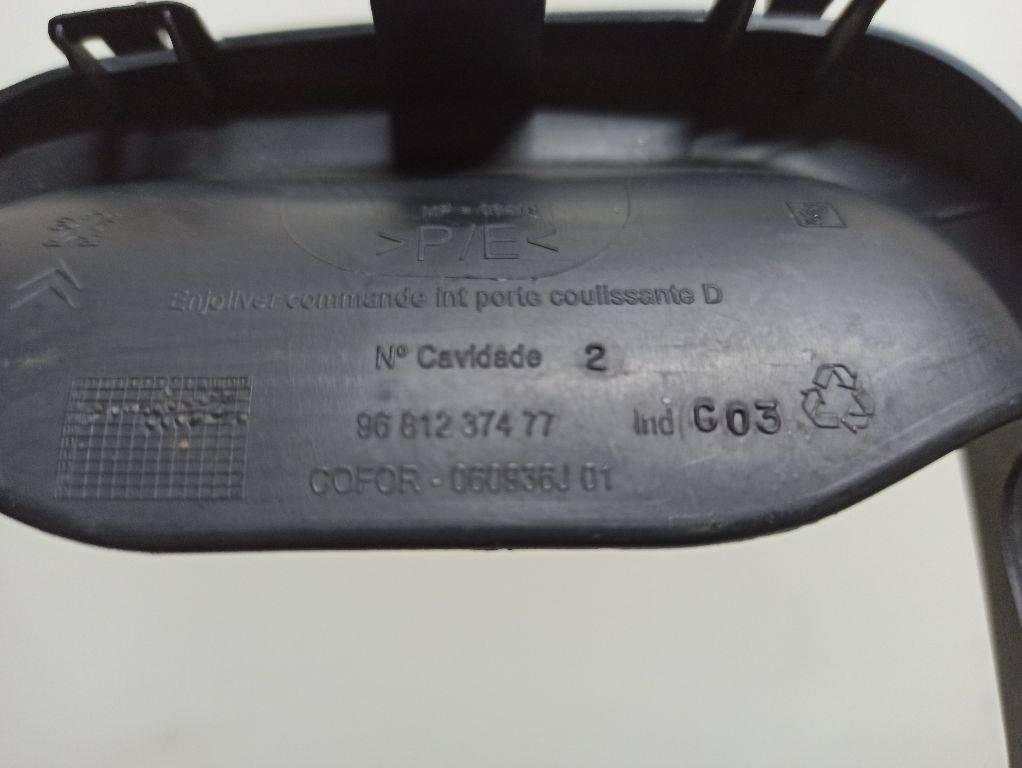 >P/E<
Enjoliver commande int porte coulissante D
Nº Cavidade 2
96 812 374 77 Ind G03
COFOR - 060936J 01